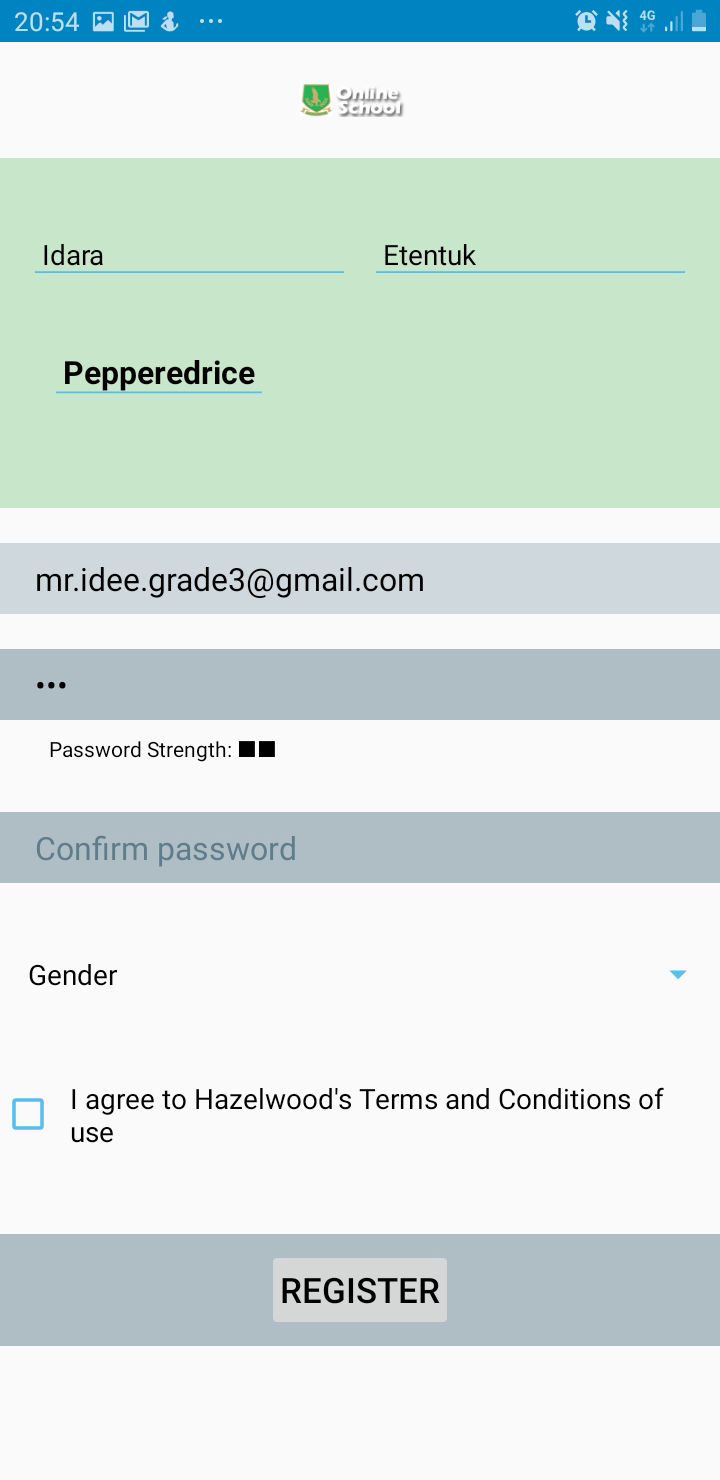 20:54
4G
Online
School
Idara
Etentuk
Pepperedrice
mr.idee.grade3@gmail.com
•••
Password Strength: ■■
Confirm password
Gender
I agree to Hazelwood's Terms and Conditions of
use
REGISTER